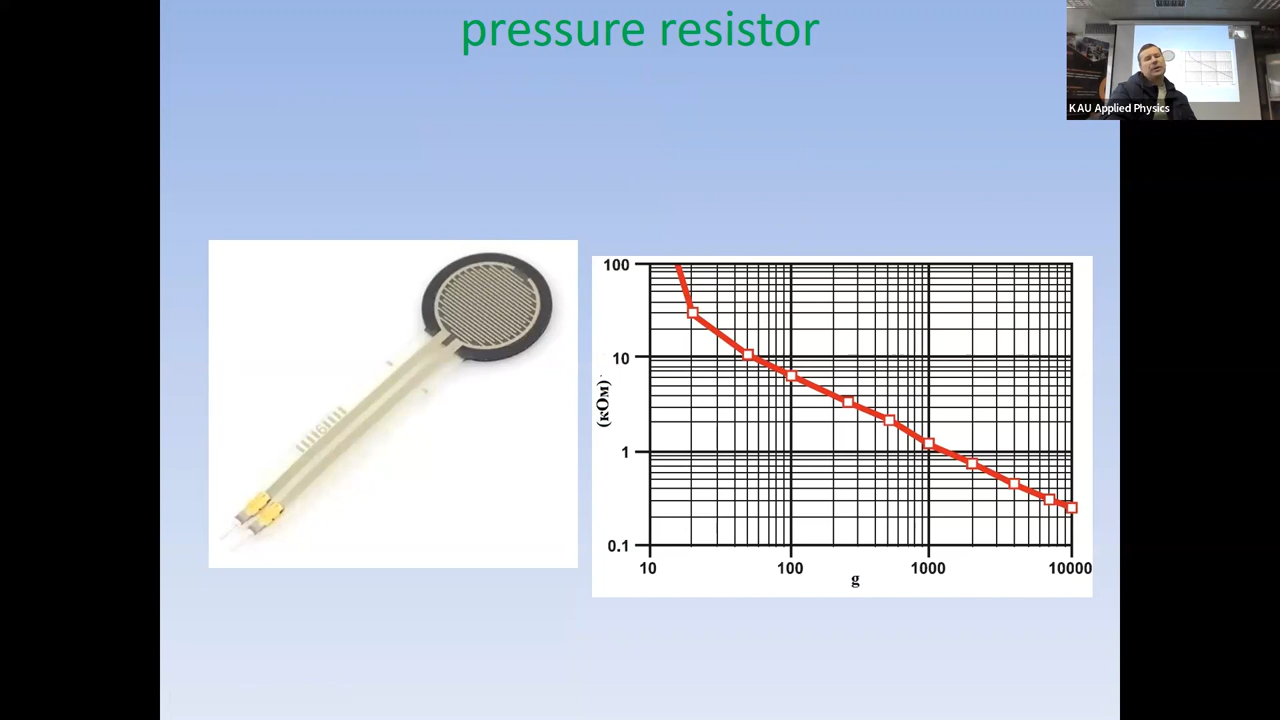 pressure resistor
KAU Applied Physics
100
10
1
0.1
(кОм)
10 100 1000 10000
g